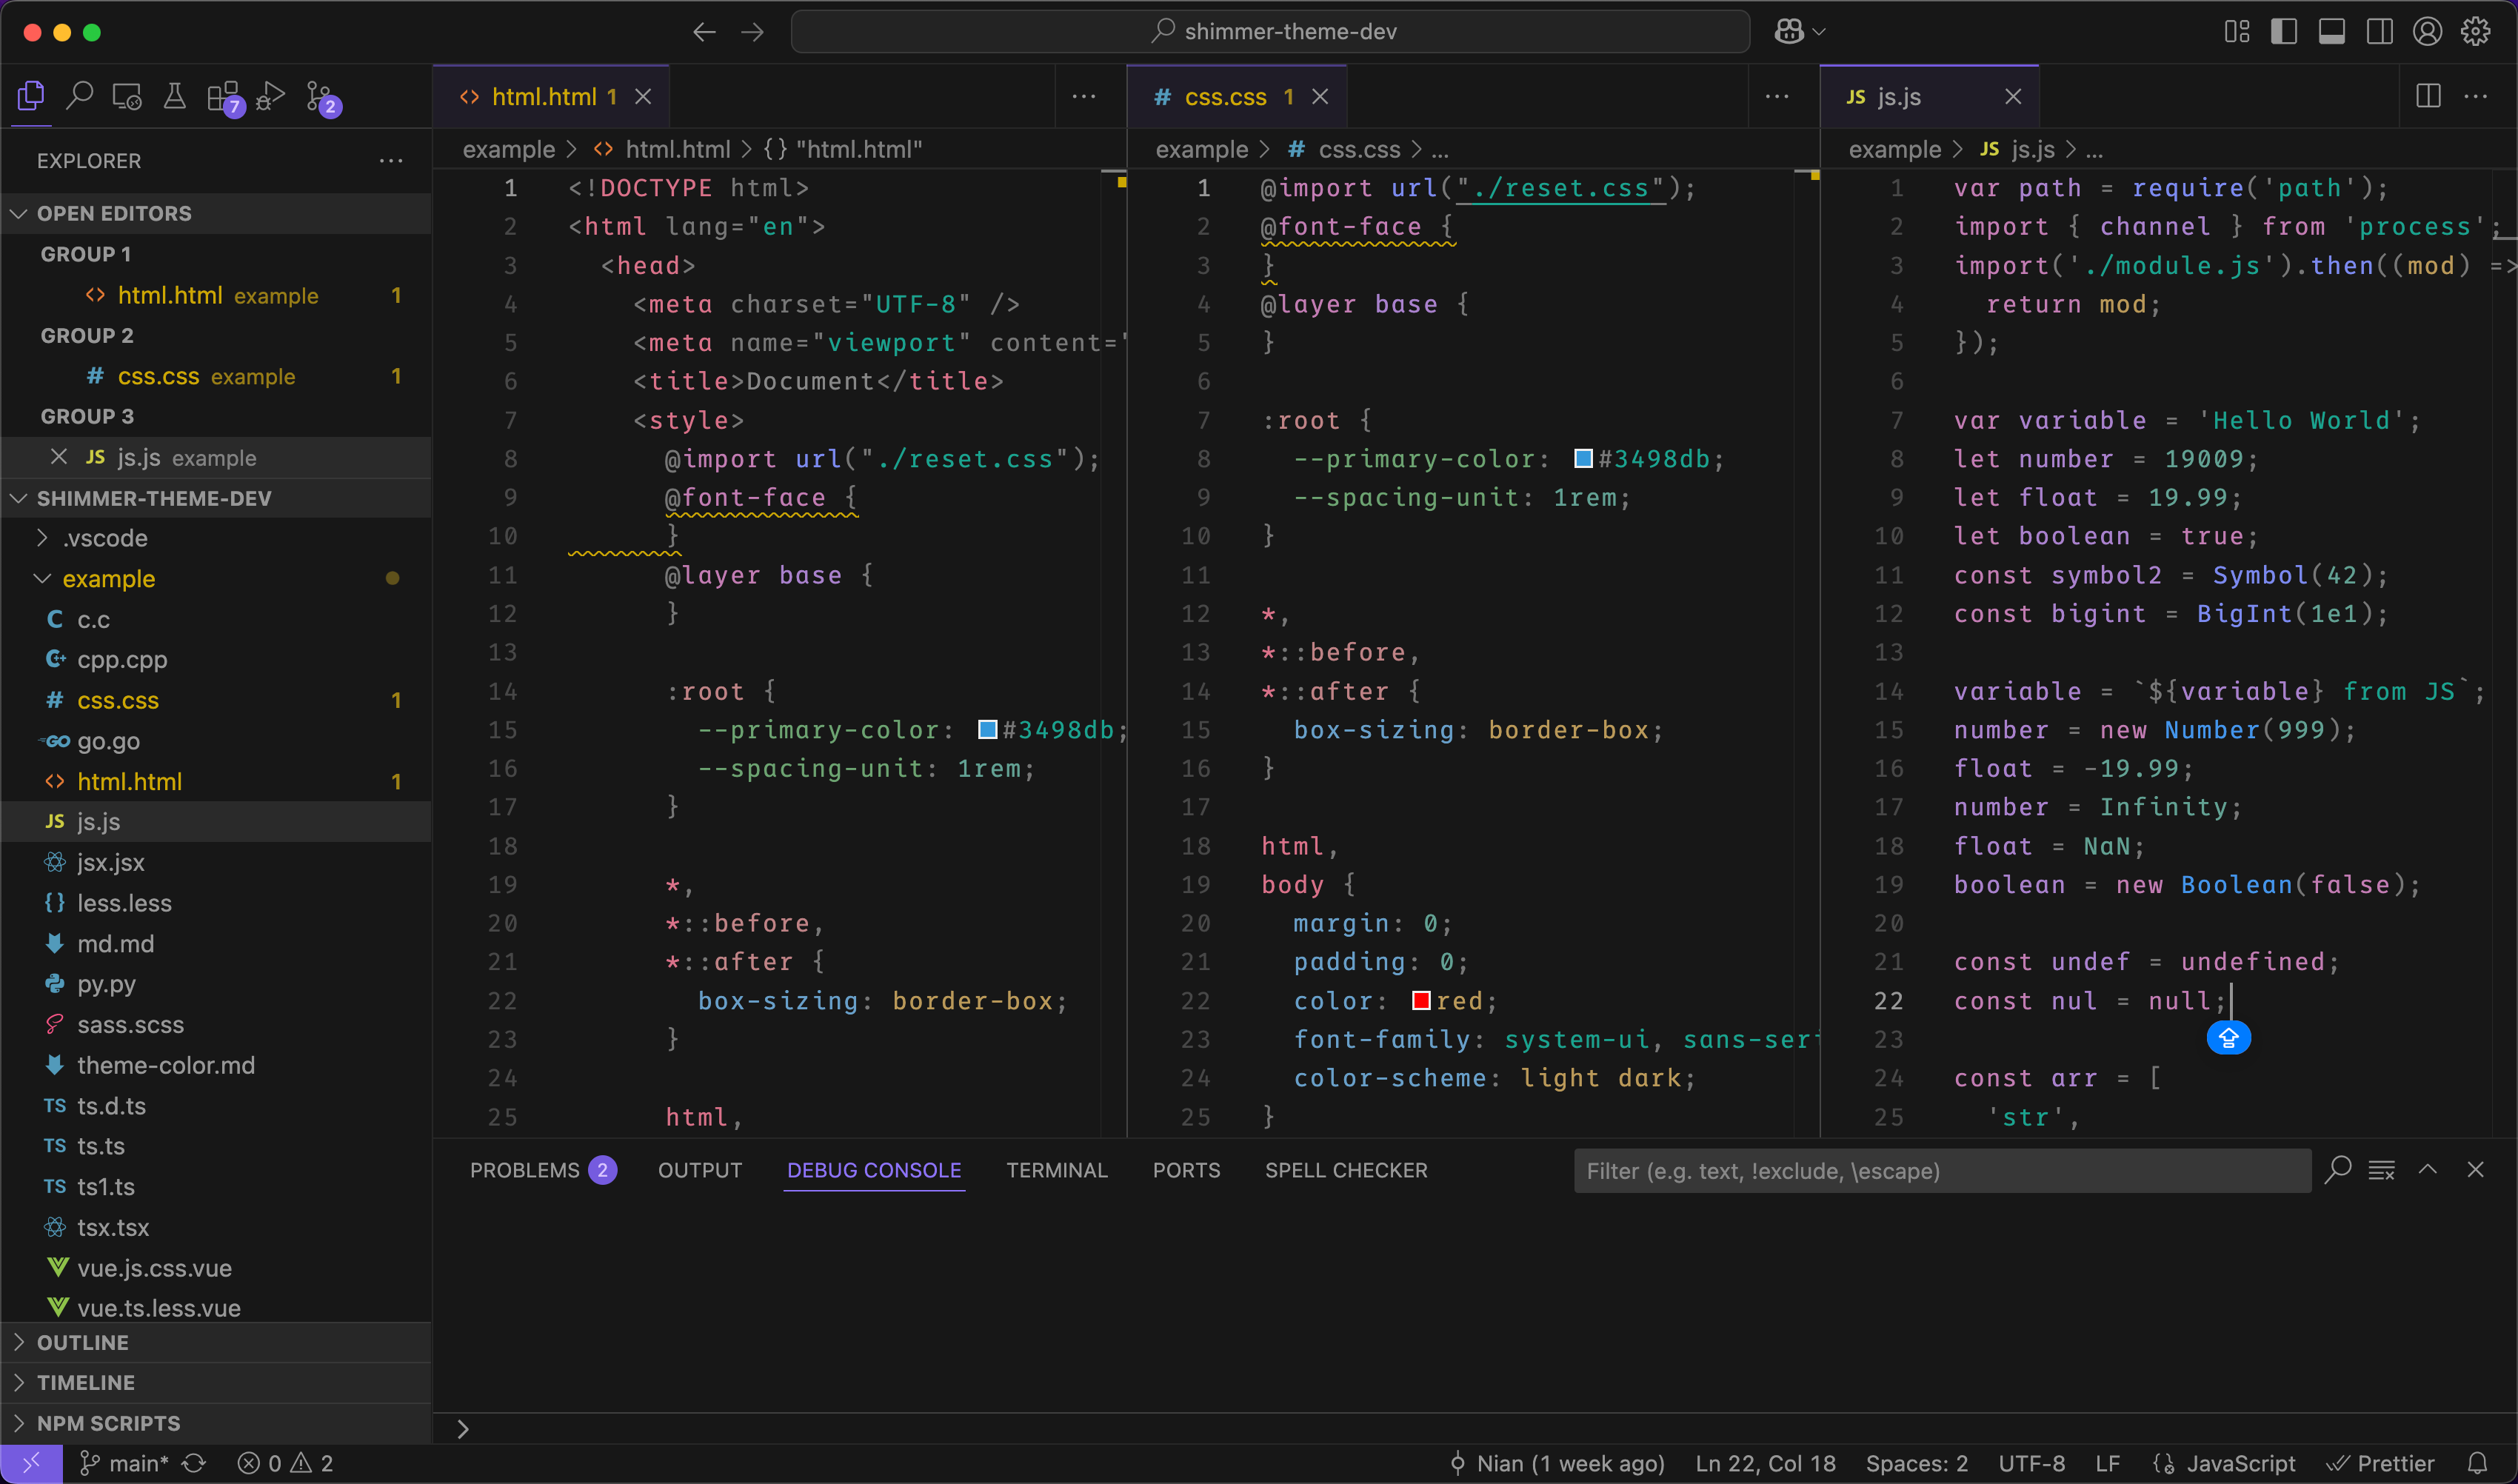 shimmer-theme-dev
7
2
html.html 1
css.css 1
JS js.js
EXPLORER
OPEN EDITORS
GROUP 1
html.html example 1
GROUP 2
# css.css example 1
GROUP 3
JS js.js example
SHIMMER-THEME-DEV
.vscode
example
C c.c
cpp.cpp
# css.css 1
GO go.go
html.html 1
JS js.js
jsx.jsx
less.less
md.md
py.py
sass.scss
theme-color.md
TS ts.d.ts
TS ts.ts
TS ts1.ts
tsx.tsx
vue.js.css.vue
vue.ts.less.vue
OUTLINE
TIMELINE
NPM SCRIPTS
example > <> html.html > {} "html.html"
1 <!DOCTYPE html>
2 <html lang="en">
3 <head>
4 <meta charset="UTF-8" />
5 <meta name="viewport" content="
6 <title>Document</title>
7 <style>
8 @import url("./reset.css");
9 @font-face {
10 }
11 @layer base {
12 }
13
14 :root {
15 --primary-color: #3498db;
16 --spacing-unit: 1rem;
17 }
18
19 *,
20 *::before,
21 *::after {
22 box-sizing: border-box;
23 }
24
25 html,
example > # css.css > ...
1 @import url("./reset.css");
2 @font-face {
3 }
4 @layer base {
5 }
6
7 :root {
8 --primary-color: #3498db;
9 --spacing-unit: 1rem;
10 }
11
12 *,
13 *::before,
14 *::after {
15 box-sizing: border-box;
16 }
17
18 html,
19 body {
20 margin: 0;
21 padding: 0;
22 color: red;
23 font-family: system-ui, sans-seri
24 color-scheme: light dark;
25 }
example > JS js.js > ...
1 var path = require('path');
2 import { channel } from 'process';
3 import('./module.js').then((mod) =>
4 return mod;
5 });
6
7 var variable = 'Hello World';
8 let number = 19009;
9 let float = 19.99;
10 let boolean = true;
11 const symbol2 = Symbol(42);
12 const bigint = BigInt(1e1);
13
14 variable = `${variable} from JS`;
15 number = new Number(999);
16 float = -19.99;
17 number = Infinity;
18 float = NaN;
19 boolean = new Boolean(false);
20
21 const undef = undefined;
22 const nul = null;
23
24 const arr = [
25 'str',
PROBLEMS 2 OUTPUT DEBUG CONSOLE TERMINAL PORTS SPELL CHECKER
Filter (e.g. text, !exclude, \escape)
main* 0 2
Nian (1 week ago) Ln 22, Col 18 Spaces: 2 UTF-8 LF JavaScript Prettier